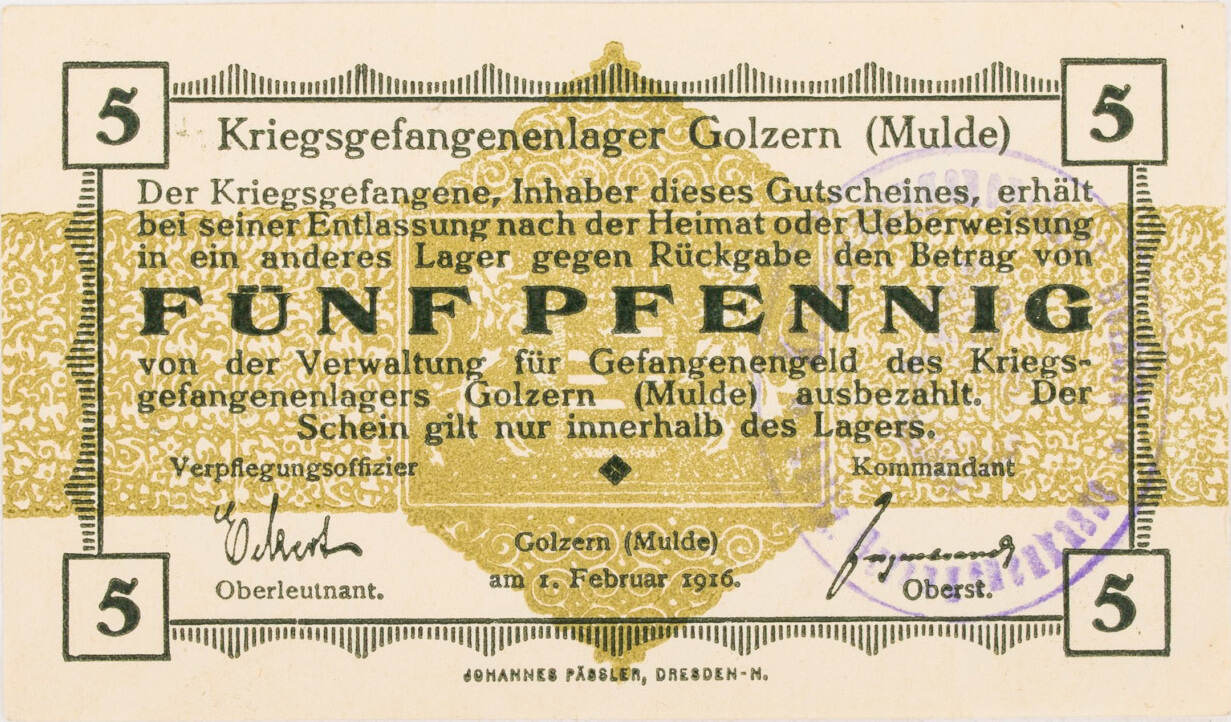 5 5
Kriegsgefangenenlager Golzern (Mulde)
Der Kriegsgefangene, Inhaber dieses Gutscheines, erhält
bei seiner Entlassung nach der Heimat oder Ueberweisung
in ein anderes Lager gegen Rückgabe den Betrag von
FÜNF PFENNIG
von der Verwaltung für Gefangenengeld des Kriegs-
gefangenenlagers Golzern (Mulde) ausbezahlt. Der
Schein gilt nur innerhalb des Lagers.
Verpflegungsoffizier Kommandant
Eckert
Golzern (Mulde)
am 1. Februar 1916.
Oberleutnant. Oberst.
5 5
JOHANNES PÄSSLER, DRESDEN-N.